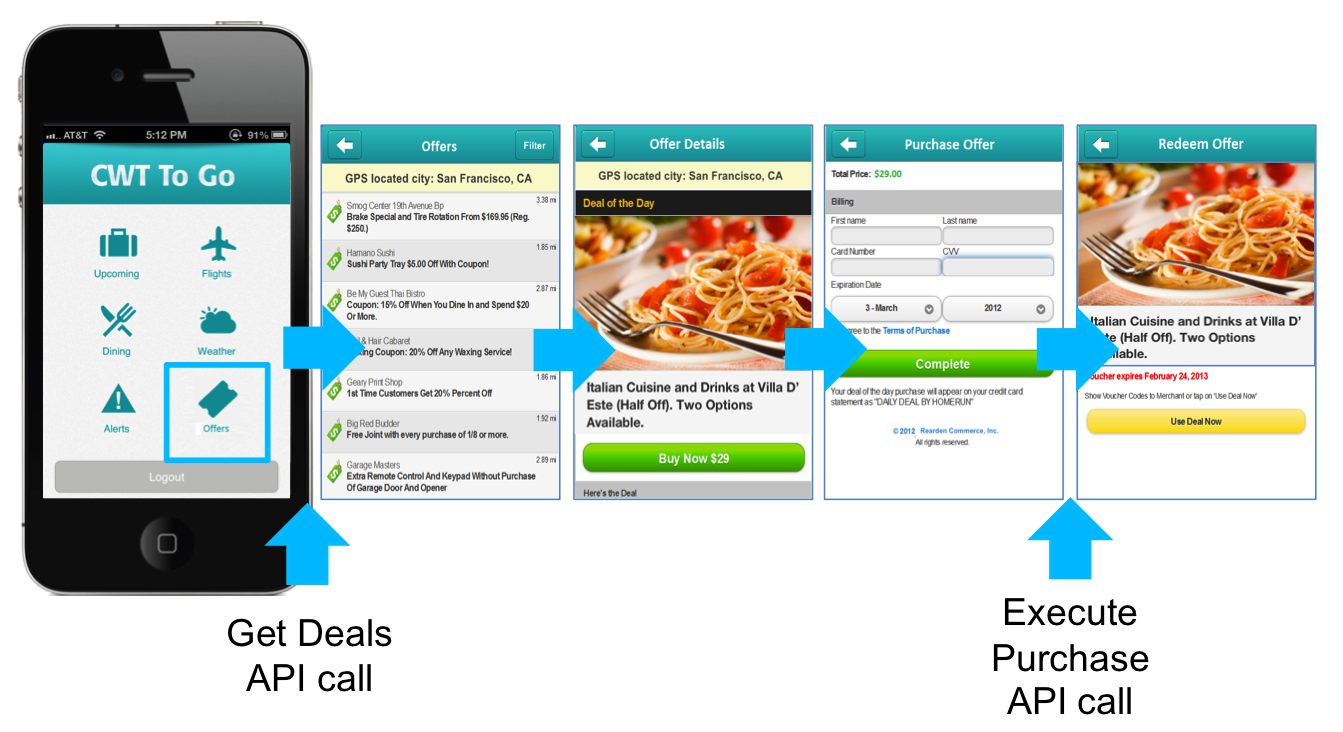 AT&T 5:12 PM 91%
CWT To Go
Upcoming
Flights
Dining
Weather
Alerts
Offers
Logout
Offers
Filter
GPS located city: San Francisco, CA
3.38 mi
Smog Center 19th Avenue Bp
Brake Special and Tire Rotation From $169.95 (Reg.
$250.)
1.85 mi
Hamano Sushi
Sushi Party Tray $5.00 Off With Coupon!
2.87 mi
Be My Guest Thai Bistro
Coupon: 15% Off When You Dine In and Spend $20
Or More.
& Hair Cabaret
Coupon: 20% Off Any Waxing Service!
1.86 mi
Geary Print Shop
1st Time Customers Get 20% Percent Off
1.92 mi
Big Red Budder
Free Joint with every purchase of 1/8 or more.
2.89 mi
Garage Masters
Extra Remote Control And Keypad Without Purchase
Of Garage Door And Opener
Offer Details
GPS located city: San Francisco, CA
Deal of the Day
Italian Cuisine and Drinks at Villa D'
Este (Half Off). Two Options
Available.
Buy Now $29
Here's the Deal
Purchase Offer
Total Price: $29.00
Billing
First name Last name
Card Number CVV
Expiration Date
3 - March 2012
agree to the Terms of Purchase
Complete
Your deal of the day purchase will appear on your credit card
statement as "DAILY DEAL BY HOMERUN"
© 2012 Rearden Commerce, Inc.
All rights reserved.
Redeem Offer
Italian Cuisine and Drinks at Villa D'
(Half Off). Two Options
Voucher expires February 24, 2013
Show Voucher Codes to Merchant or tap on 'Use Deal Now'
Use Deal Now
Get Deals
API call
Execute
Purchase
API call